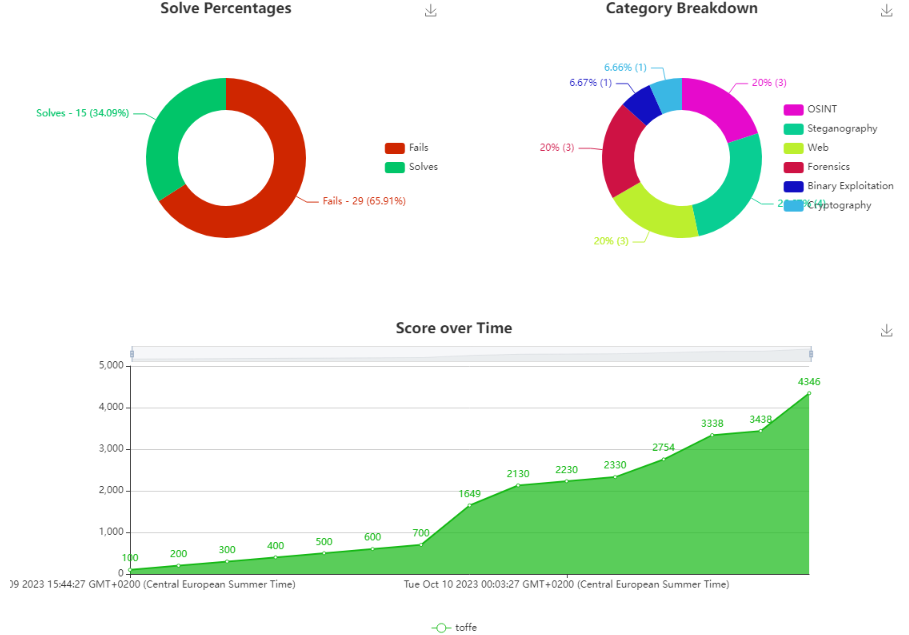 Solve Percentages
Category Breakdown
Solves - 15 (34.09%)
Fails - 29 (65.91%)
Fails
Solves
6.66% (1)
6.67% (1)
20% (3)
20% (3)
20% (3)
OSINT
Steganography
Web
Forensics
Binary Exploitation
Cryptography
Score over Time
5,000
4,000
3,000
2,000
1,000
0
100
200
300
400
500
600
700
1649
2130
2230
2330
2754
3338
3438
4346
09 2023 15:44:27 GMT+0200 (Central European Summer Time)
Tue Oct 10 2023 00:03:27 GMT+0200 (Central European Summer Time)
toffe